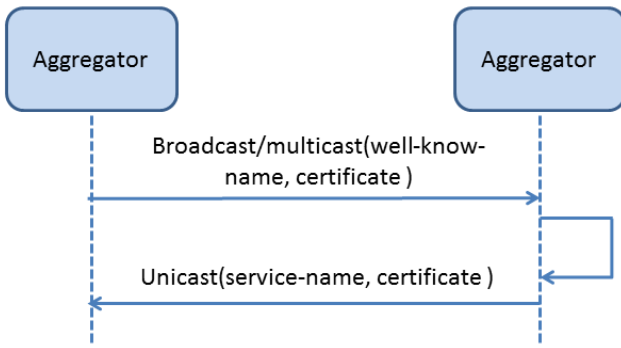 Aggregator
Aggregator
Broadcast/multicast(well-know-
name, certificate )
Unicast(service-name, certificate )